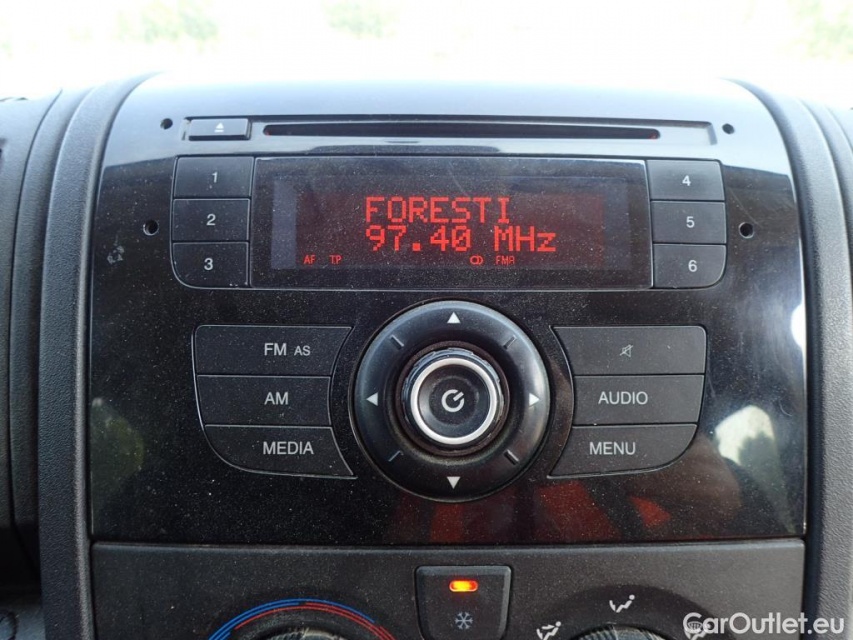 1
2
3
FORESTI
97.40 MHz
AF TP FMR
4
5
6
FM AS
AM
MEDIA
AUDIO
MENU
CarOutlet.eu